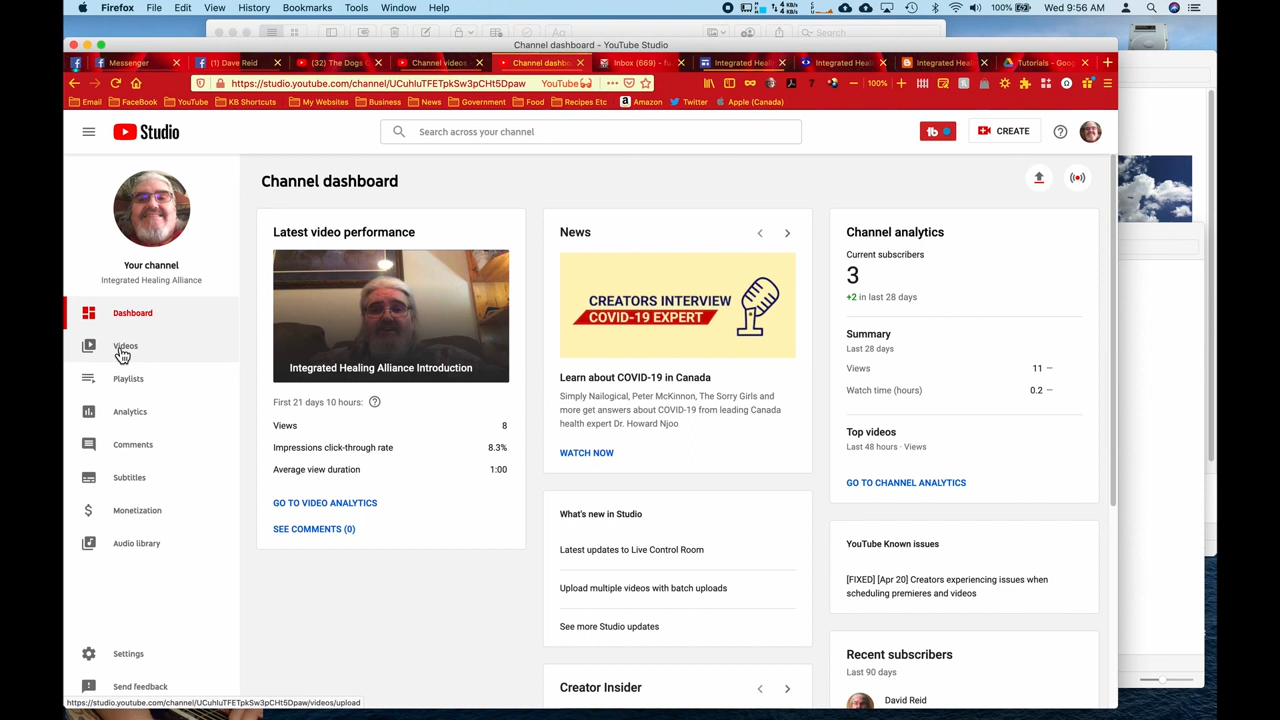 Firefox File Edit View History Bookmarks Tools Window Help
100% Wed 9:56 AM
Search
Channel dashboard - YouTube Studio
Messenger
(1) Dave Reid
(32) The Dogs
Channel videos
Channel dashb
Inbox (669)
Integrated Heal
Integrated Heal
Tutorials - Goo
https://studio.youtube.com/channel/UCuhIuTFETpkSw3pCHt5Dpaw YouTube
100%
Email FaceBook YouTube KB Shortcuts My Websites Business News Government Food Recipes Etc Amazon Twitter Apple (Canada)
Studio
Search across your channel
tb
CREATE
Your channel
Integrated Healing Alliance
Dashboard
Videos
Playlists
Analytics
Comments
Subtitles
Monetization
Audio library
Settings
Send feedback
https://studio.youtube.com/channel/UCuhIuTFETpkSw3pCHt5Dpaw/videos/upload
Channel dashboard
Latest video performance
Integrated Healing Alliance Introduction
First 21 days 10 hours:
Views 8
Impressions click-through rate 8.3%
Average view duration 1:00
GO TO VIDEO ANALYTICS
SEE COMMENTS (0)
News
CREATORS INTERVIEW
COVID-19 EXPERT
Learn about COVID-19 in Canada
Simply Nailogical, Peter McKinnon, The Sorry Girls and
more get answers about COVID-19 from leading Canada
health expert Dr. Howard Njoo
WATCH NOW
What's new in Studio
Latest updates to Live Control Room
Upload multiple videos with batch uploads
See more Studio updates
Creator Insider
Channel analytics
Current subscribers
3
+2 in last 28 days
Summary
Last 28 days
Views 11 —
Watch time (hours) 0.2 —
Top videos
Last 48 hours · Views
GO TO CHANNEL ANALYTICS
YouTube Known issues
[FIXED] [Apr 20] Creators experiencing issues when
scheduling premieres and videos
Recent subscribers
Last 90 days
David Reid